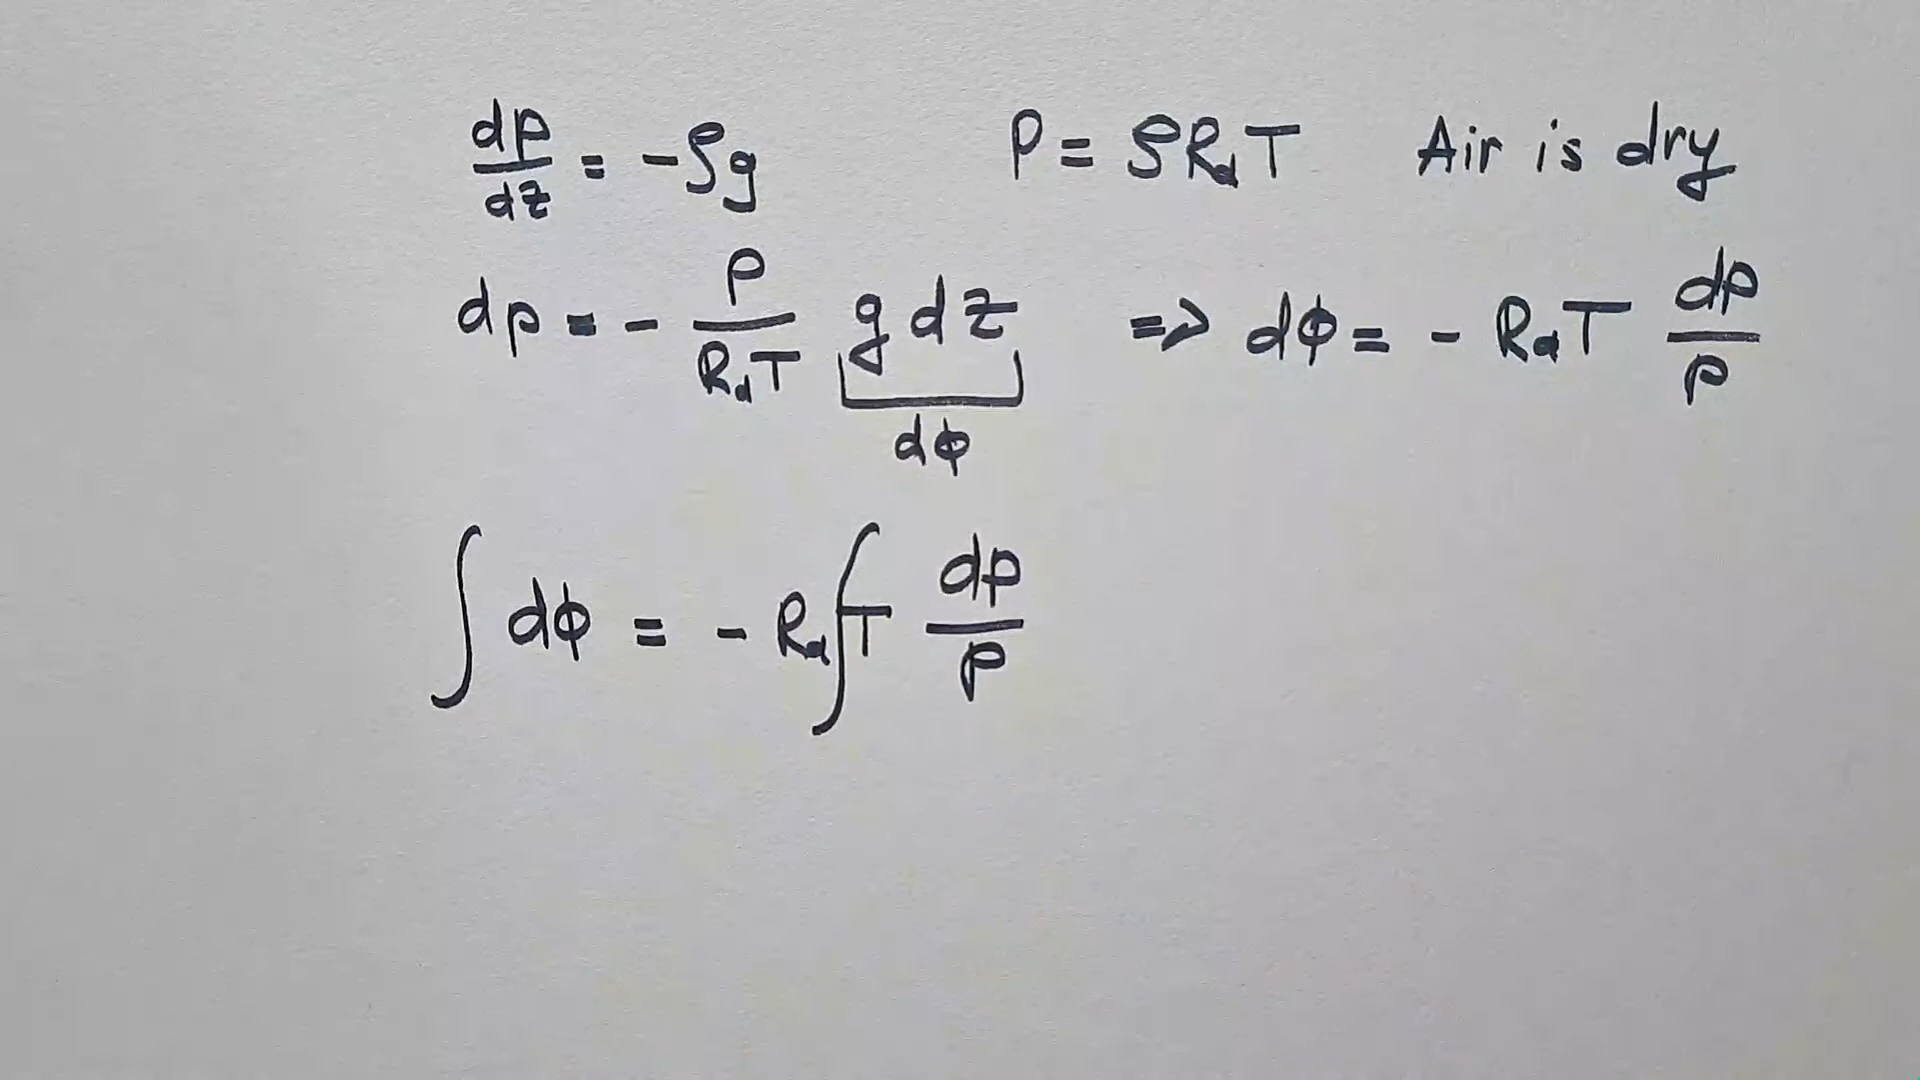 dp/dz = -ρg P = ρR_dT Air is dry
dp = - P/R_dT g dz => dϕ = - R_dT dp/p
dϕ
∫ dϕ = - R_d∫T dp/p